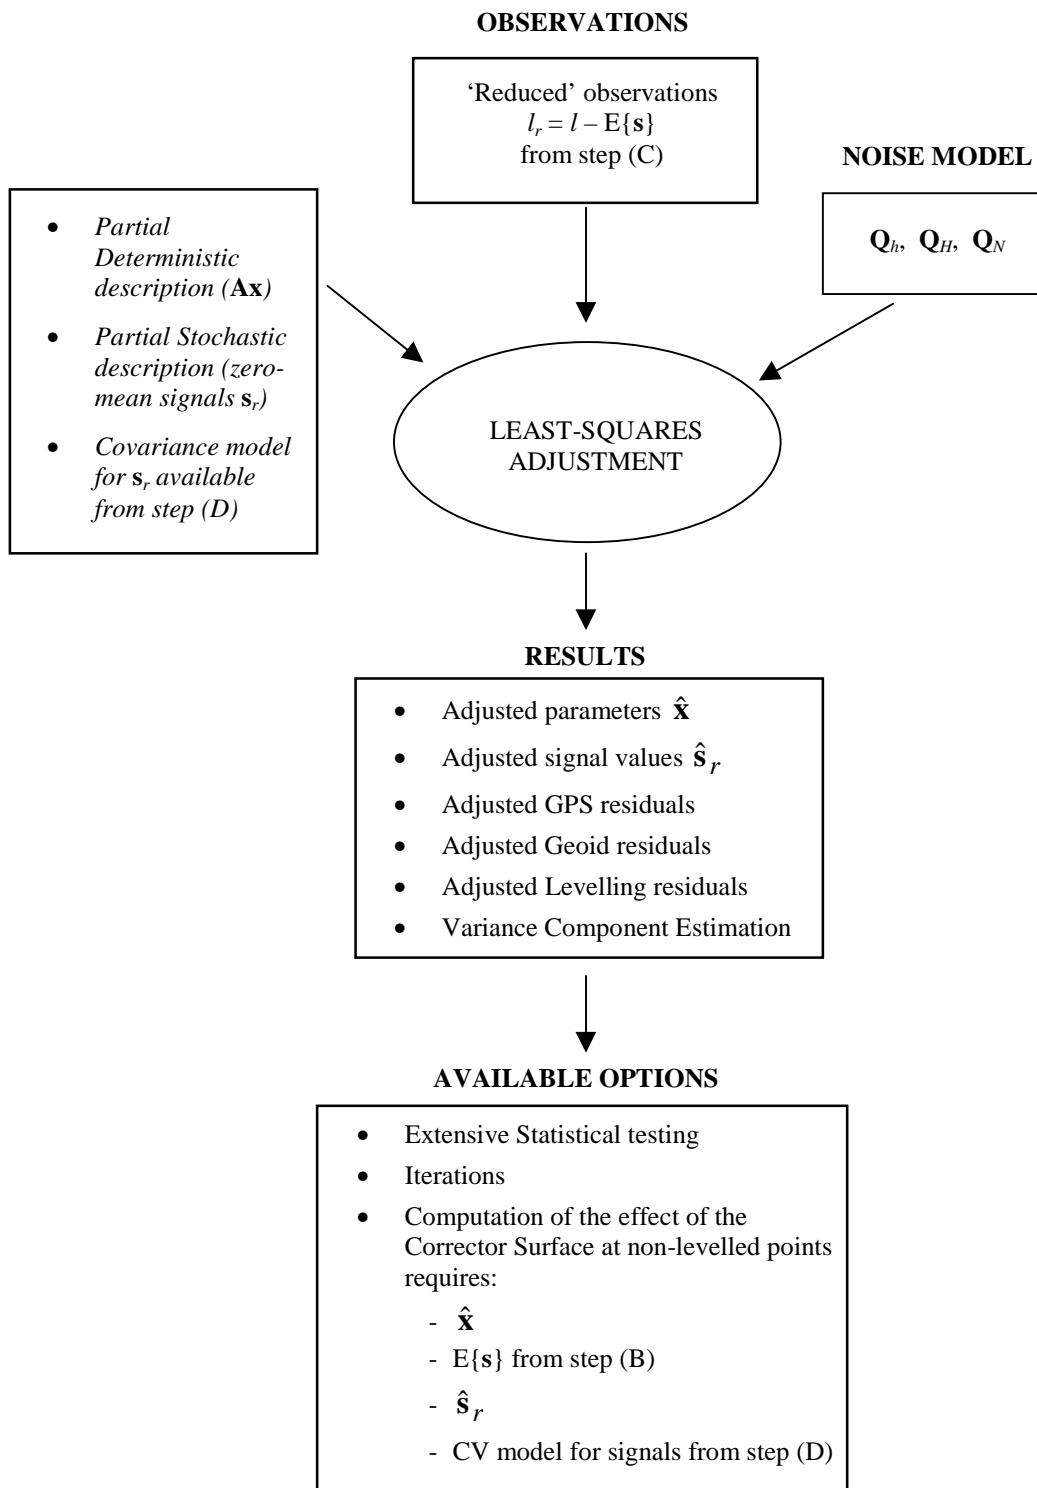 OBSERVATIONS
‘Reduced’ observations
l_r = l – E{s}
from step (C)
NOISE MODEL
Q_h, Q_H, Q_N
• Partial
Deterministic
description (Ax)
• Partial Stochastic
description (zero-
mean signals s_r)
• Covariance model
for s_r available
from step (D)
LEAST-SQUARES
ADJUSTMENT
RESULTS
• Adjusted parameters x̂
• Adjusted signal values ŝ_r
• Adjusted GPS residuals
• Adjusted Geoid residuals
• Adjusted Levelling residuals
• Variance Component Estimation
AVAILABLE OPTIONS
• Extensive Statistical testing
• Iterations
• Computation of the effect of the
Corrector Surface at non-levelled points
requires:
- x̂
- E{s} from step (B)
- ŝ_r
- CV model for signals from step (D)